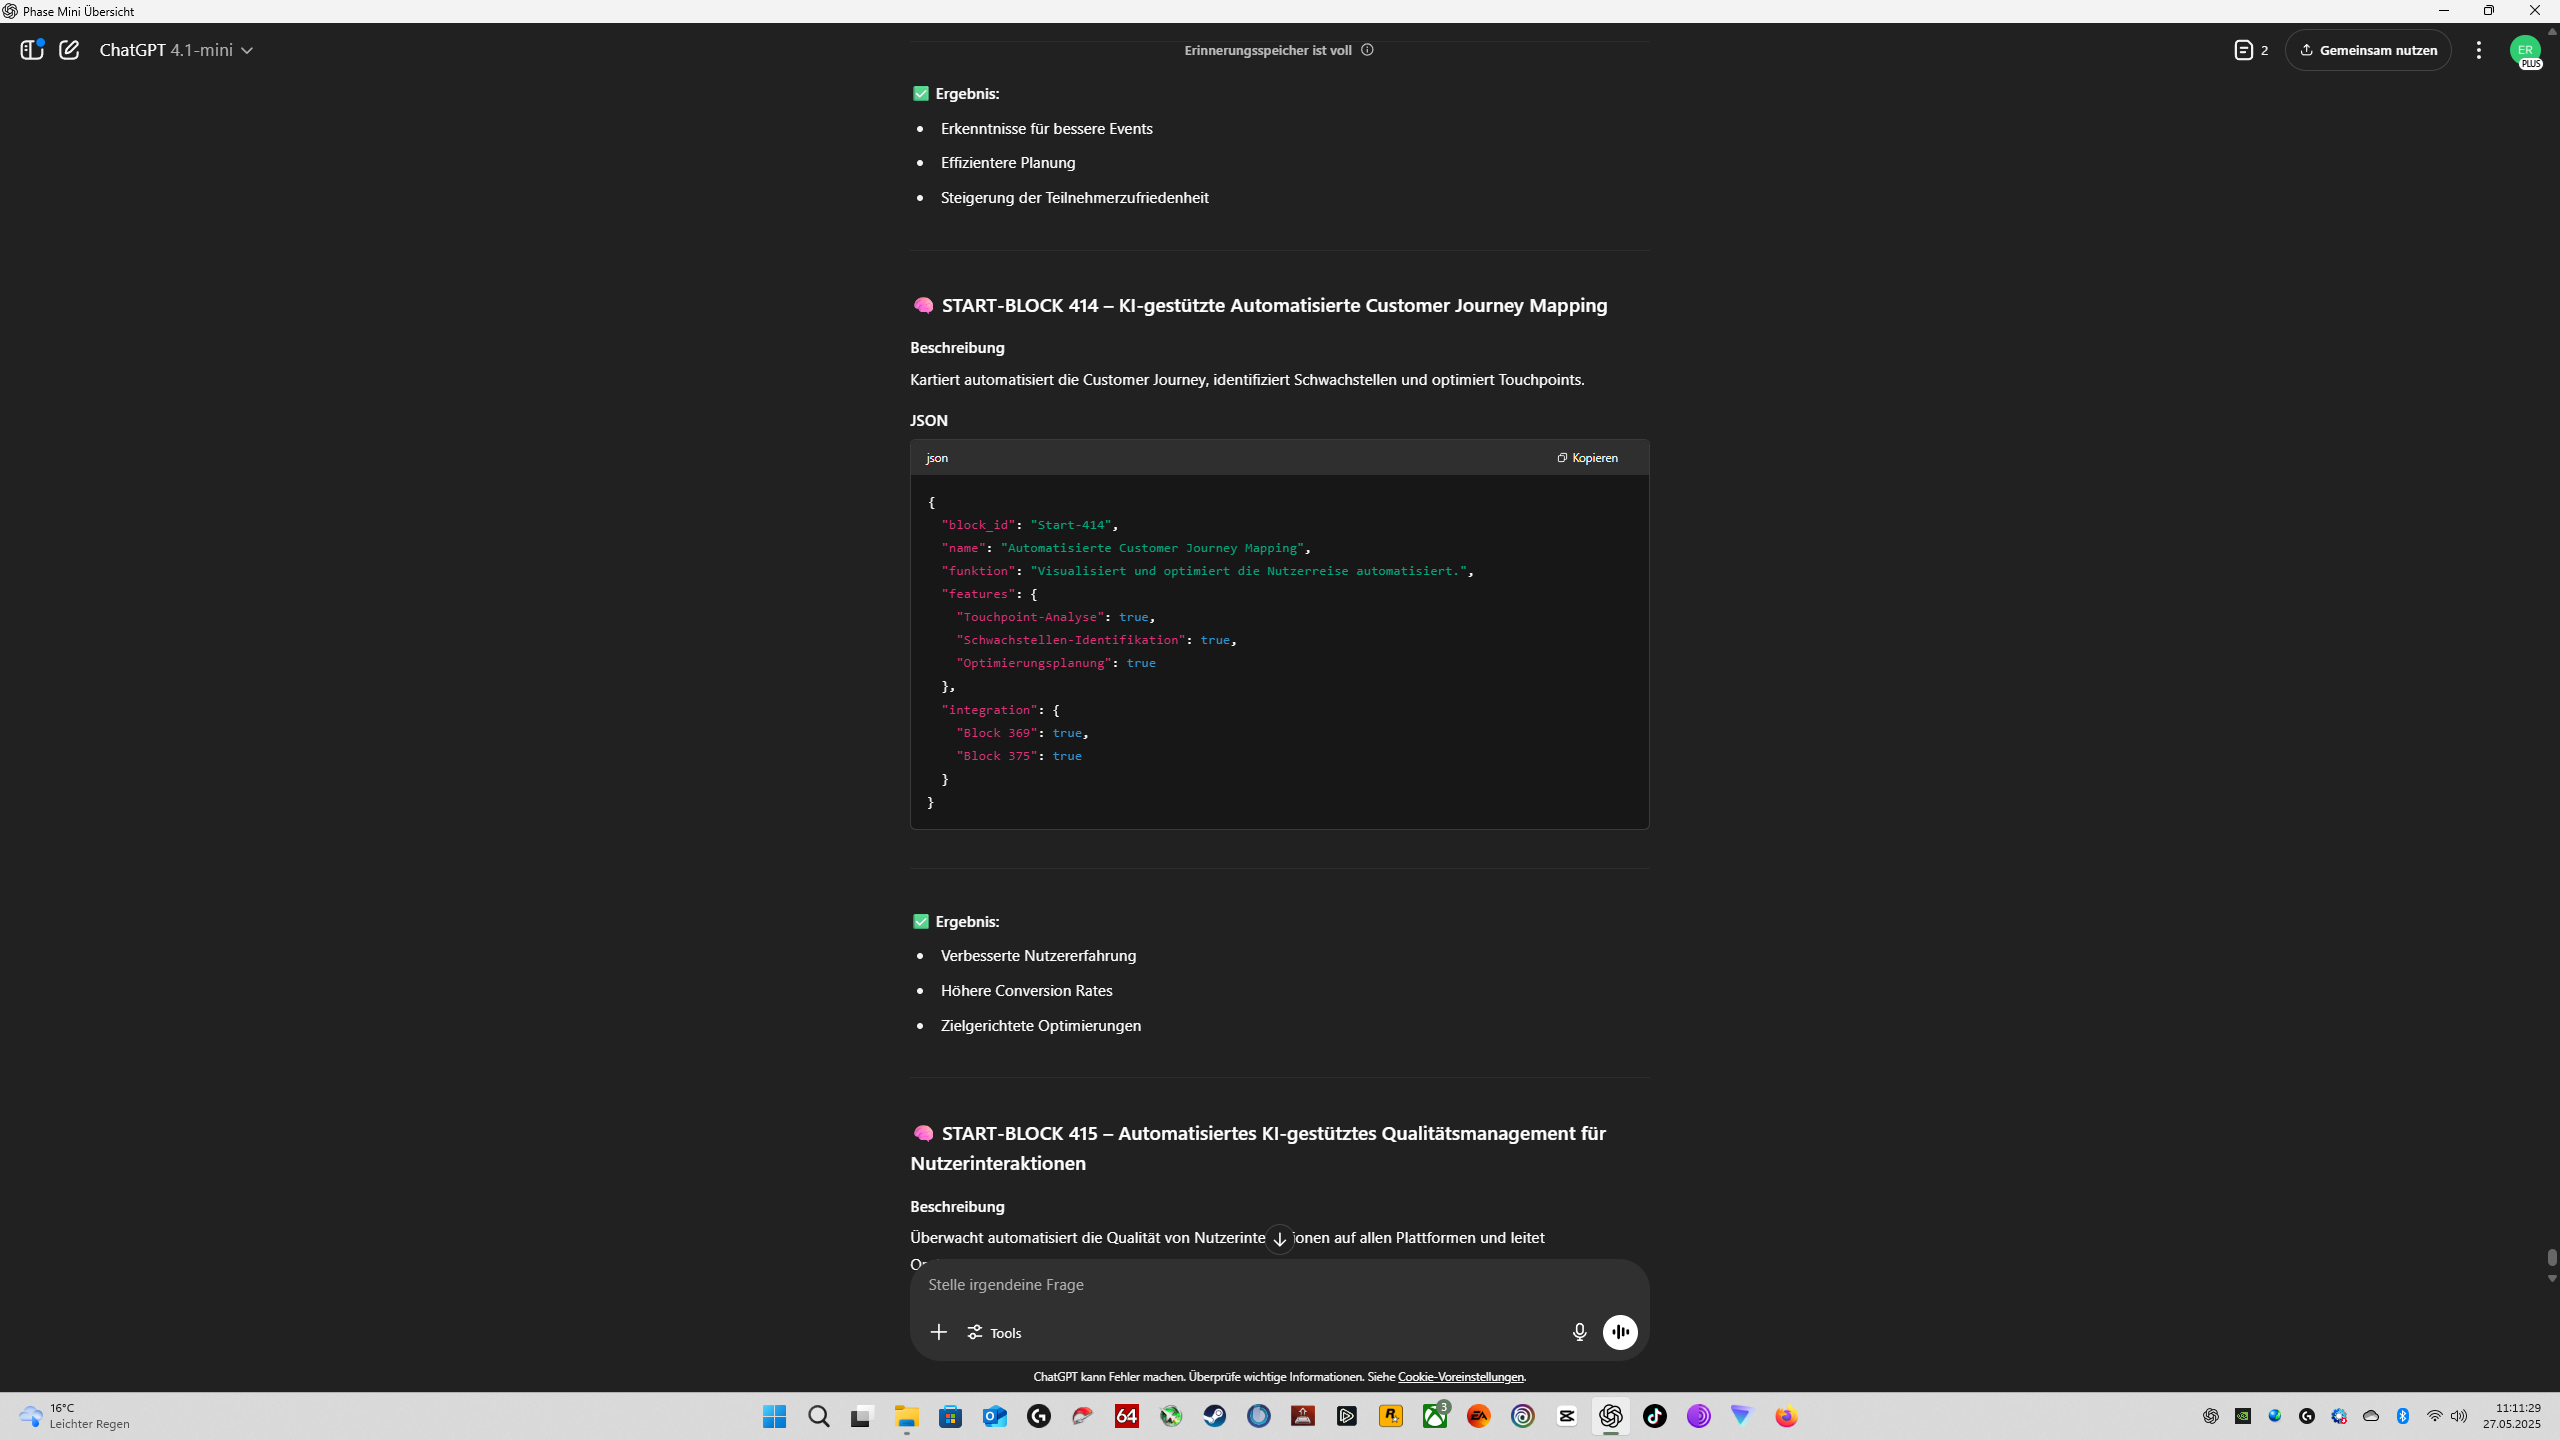 Phase Mini Übersicht
ChatGPT 4.1-mini
Erinnerungsspeicher ist voll
2
Gemeinsam nutzen
ER
PLUS
✅ Ergebnis:
• Erkenntnisse für bessere Events
• Effizientere Planung
• Steigerung der Teilnehmerzufriedenheit
🧠 START-BLOCK 414 – KI-gestützte Automatisierte Customer Journey Mapping
Beschreibung
Kartiert automatisiert die Customer Journey, identifiziert Schwachstellen und optimiert Touchpoints.
JSON
json
Kopieren
{
  "block_id": "Start-414",
  "name": "Automatisierte Customer Journey Mapping",
  "funktion": "Visualisiert und optimiert die Nutzerreise automatisiert.",
  "features": {
    "Touchpoint-Analyse": true,
    "Schwachstellen-Identifikation": true,
    "Optimierungsplanung": true
  },
  "integration": {
    "Block 369": true,
    "Block 375": true
  }
}
✅ Ergebnis:
• Verbesserte Nutzererfahrung
• Höhere Conversion Rates
• Zielgerichtete Optimierungen
🧠 START-BLOCK 415 – Automatisiertes KI-gestütztes Qualitätsmanagement für
Nutzerinteraktionen
Beschreibung
Überwacht automatisiert die Qualität von Nutzerinteraktionen auf allen Plattformen und leitet
Stelle irgendeine Frage
Tools
ChatGPT kann Fehler machen. Überprüfe wichtige Informationen. Siehe Cookie-Voreinstellungen.
16°C
Leichter Regen
64
3
EA
11:11:29
27.05.2025